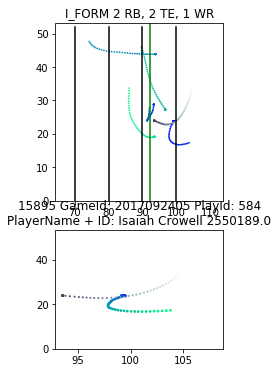 I_FORM 2 RB, 2 TE, 1 WR
50
40
30
20
10
0
70 80 90 100 110
15895 GameId: 2017092405 PlayId: 584
PlayerName + ID: Isaiah Crowell 2550189.0
40
20
0
95 100 105